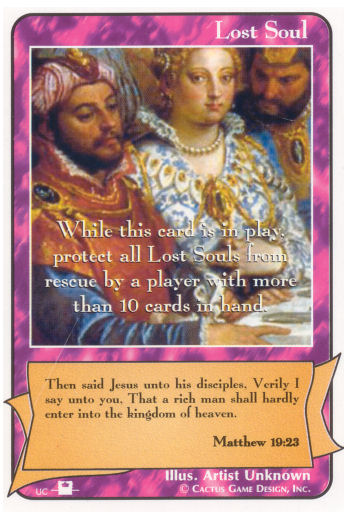 Lost Soul
While this card is in play,
protect all Lost Souls from
rescue by a player with more
than 10 cards in hand.
Then said Jesus unto his disciples, Verily I
say unto you, That a rich man shall hardly
enter into the kingdom of heaven.
Matthew 19:23
Illus. Artist Unknown
UC © Cactus Game Design, Inc.